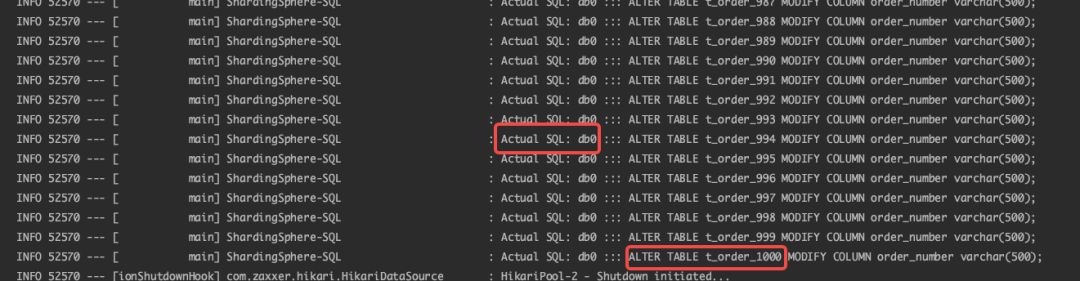 INFO 52570 --- [ main] ShardingSphere-SQL : Actual SQL: db0 ::: ALTER TABLE t_order_987 MODIFY COLUMN order_number varchar(500);
INFO 52570 --- [ main] ShardingSphere-SQL : Actual SQL: db0 ::: ALTER TABLE t_order_988 MODIFY COLUMN order_number varchar(500);
INFO 52570 --- [ main] ShardingSphere-SQL : Actual SQL: db0 ::: ALTER TABLE t_order_989 MODIFY COLUMN order_number varchar(500);
INFO 52570 --- [ main] ShardingSphere-SQL : Actual SQL: db0 ::: ALTER TABLE t_order_990 MODIFY COLUMN order_number varchar(500);
INFO 52570 --- [ main] ShardingSphere-SQL : Actual SQL: db0 ::: ALTER TABLE t_order_991 MODIFY COLUMN order_number varchar(500);
INFO 52570 --- [ main] ShardingSphere-SQL : Actual SQL: db0 ::: ALTER TABLE t_order_992 MODIFY COLUMN order_number varchar(500);
INFO 52570 --- [ main] ShardingSphere-SQL : Actual SQL: db0 ::: ALTER TABLE t_order_993 MODIFY COLUMN order_number varchar(500);
INFO 52570 --- [ main] ShardingSphere-SQL : Actual SQL: db0 ::: ALTER TABLE t_order_994 MODIFY COLUMN order_number varchar(500);
INFO 52570 --- [ main] ShardingSphere-SQL : Actual SQL: db0 ::: ALTER TABLE t_order_995 MODIFY COLUMN order_number varchar(500);
INFO 52570 --- [ main] ShardingSphere-SQL : Actual SQL: db0 ::: ALTER TABLE t_order_996 MODIFY COLUMN order_number varchar(500);
INFO 52570 --- [ main] ShardingSphere-SQL : Actual SQL: db0 ::: ALTER TABLE t_order_997 MODIFY COLUMN order_number varchar(500);
INFO 52570 --- [ main] ShardingSphere-SQL : Actual SQL: db0 ::: ALTER TABLE t_order_998 MODIFY COLUMN order_number varchar(500);
INFO 52570 --- [ main] ShardingSphere-SQL : Actual SQL: db0 ::: ALTER TABLE t_order_999 MODIFY COLUMN order_number varchar(500);
INFO 52570 --- [ main] ShardingSphere-SQL : Actual SQL: db0 ::: ALTER TABLE t_order_1000 MODIFY COLUMN order_number varchar(500);
INFO 52570 --- [ionShutdownHook] com.zaxxer.hikari.HikariDataSource : HikariPool-2 - Shutdown initiated...